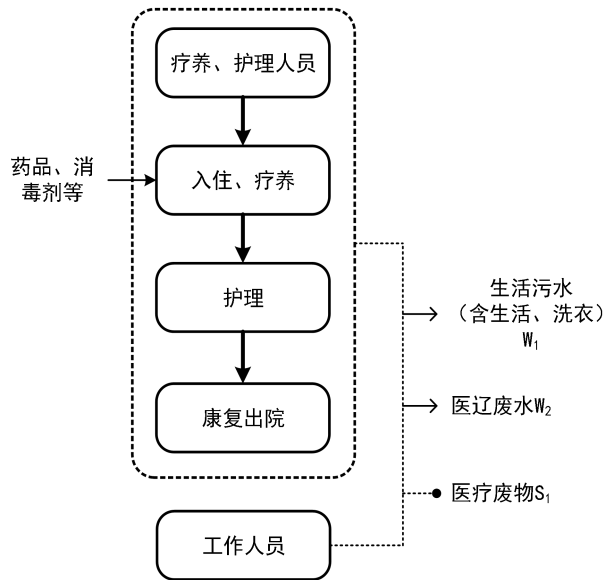 疗养、护理人员
药品、消
毒剂等
入住、疗养
护理
康复出院
工作人员
生活污水
（含生活、洗衣）
W₁
医辽废水W₂
医疗废物S₁